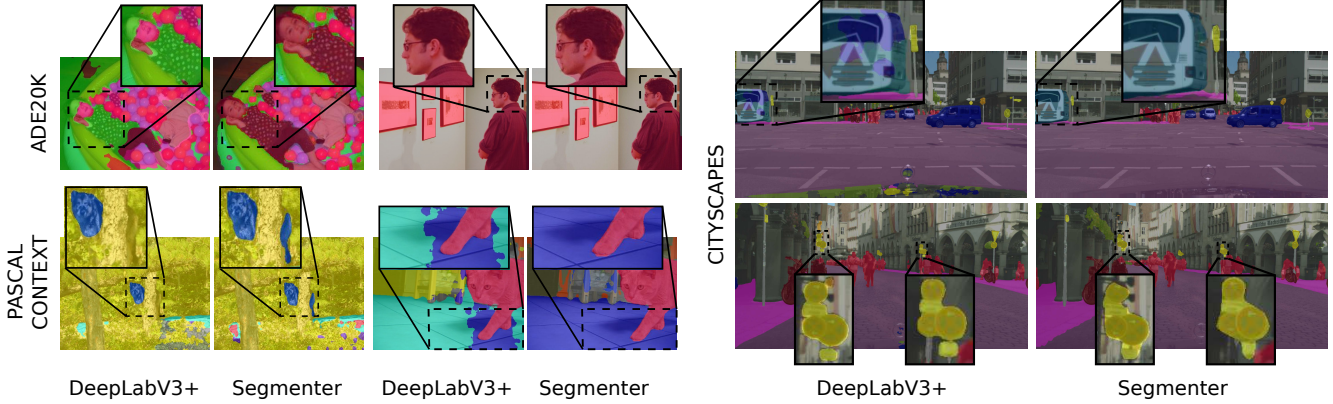 ADE20K
PASCAL
CONTEXT
CITYSCAPES
DeepLabV3+
Segmenter
DeepLabV3+
Segmenter
DeepLabV3+
Segmenter